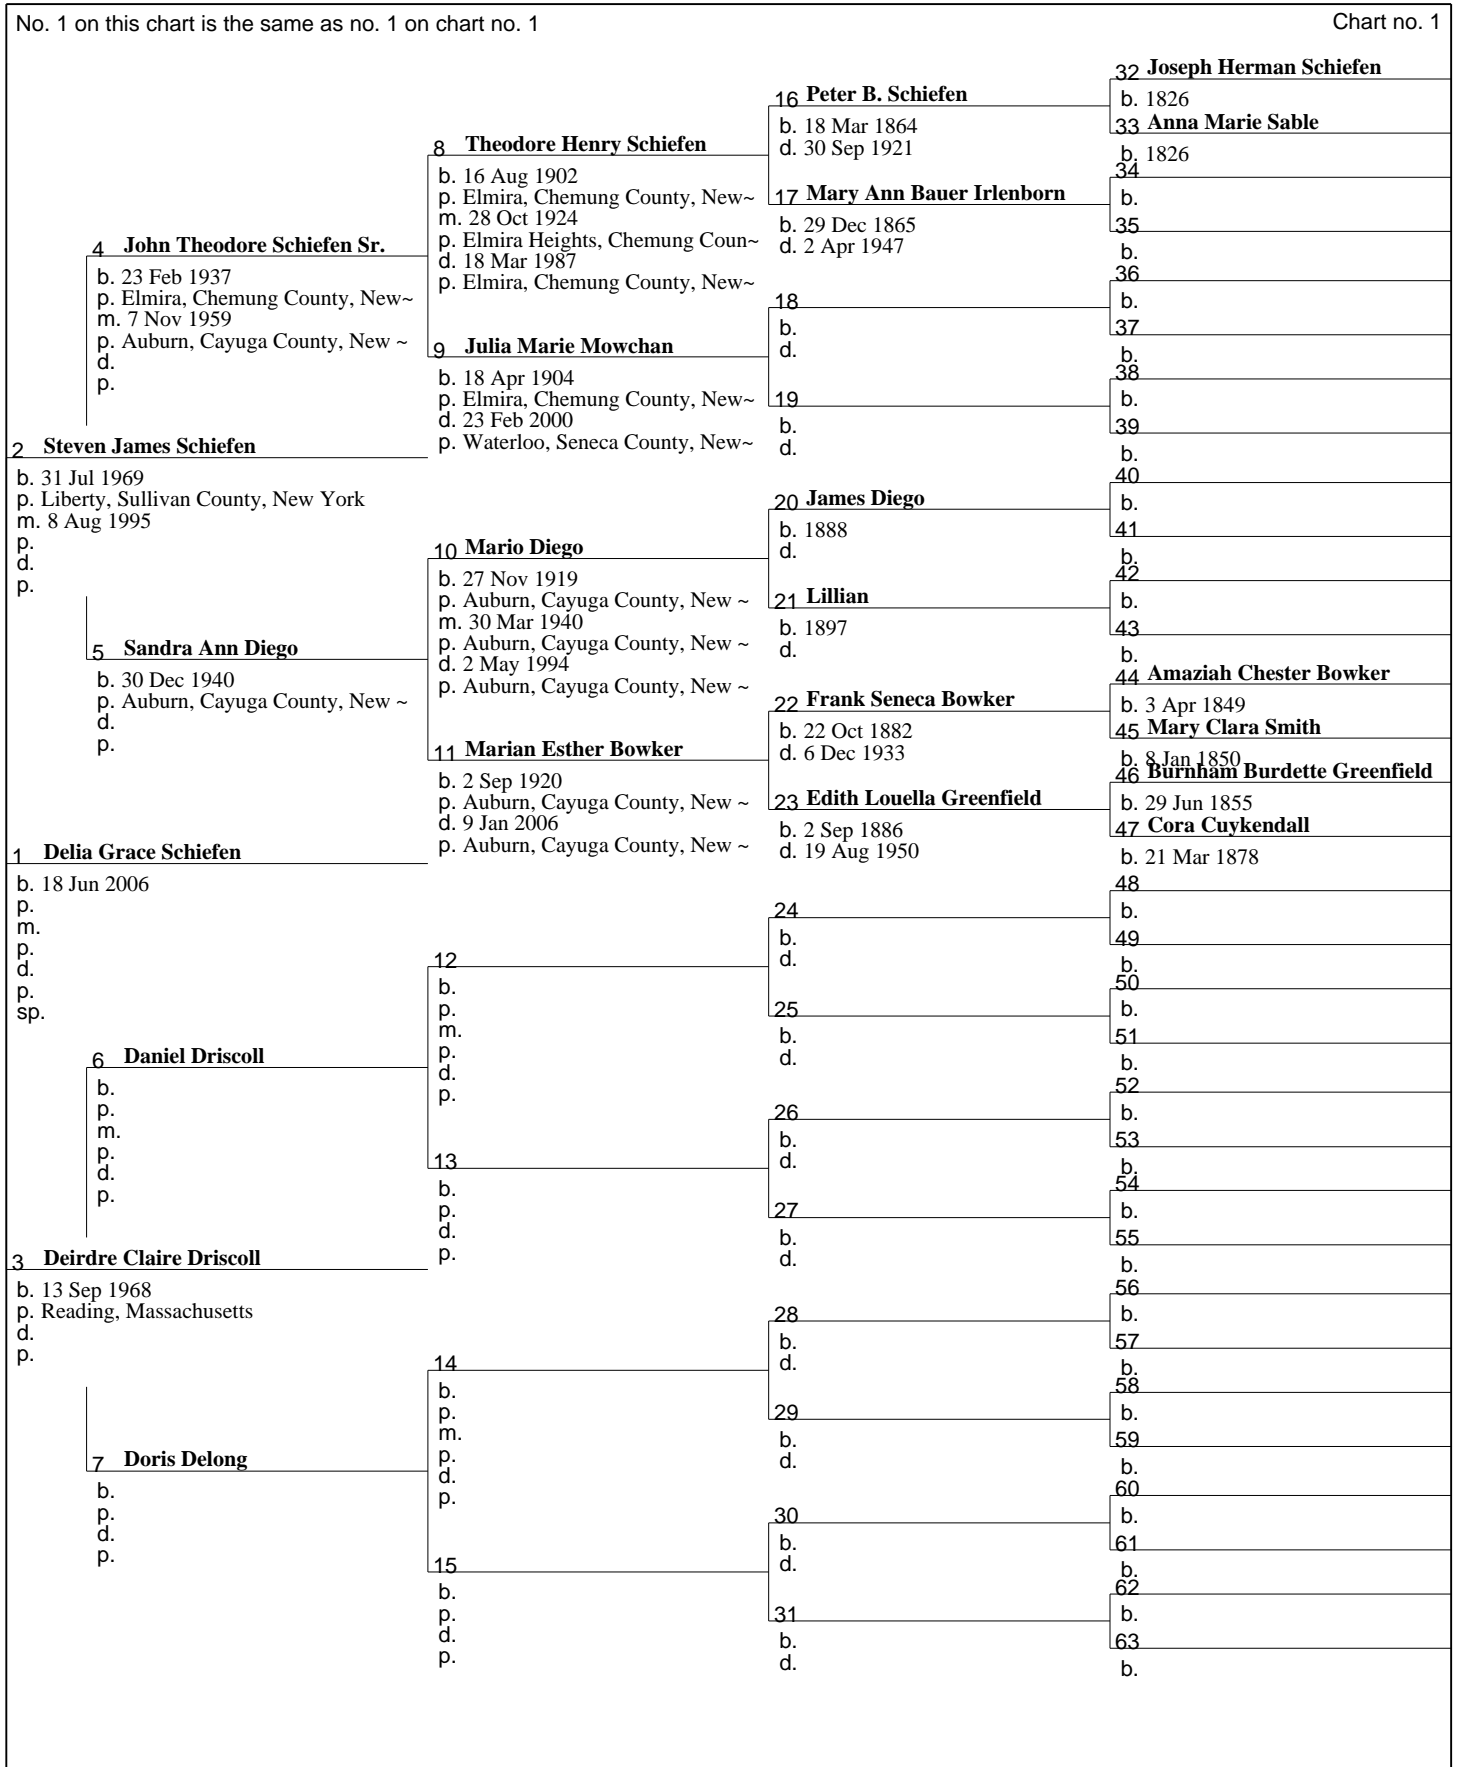 No. 1 on this chart is the same as no. 1 on chart no. 1
Chart no. 1
1 Delia Grace Schiefen
b. 18 Jun 2006
p.
m.
p.
d.
p.
sp.
2 Steven James Schiefen
b. 31 Jul 1969
p. Liberty, Sullivan County, New York
m. 8 Aug 1995
p.
d.
p.
3 Deirdre Claire Driscoll
b. 13 Sep 1968
p. Reading, Massachusetts
d.
p.
4 John Theodore Schiefen Sr.
b. 23 Feb 1937
p. Elmira, Chemung County, New~
m. 7 Nov 1959
p. Auburn, Cayuga County, New ~
d.
p.
5 Sandra Ann Diego
b. 30 Dec 1940
p. Auburn, Cayuga County, New ~
d.
p.
6 Daniel Driscoll
b.
p.
m.
p.
d.
p.
7 Doris Delong
b.
p.
d.
p.
8 Theodore Henry Schiefen
b. 16 Aug 1902
p. Elmira, Chemung County, New~
m. 28 Oct 1924
p. Elmira Heights, Chemung Coun~
d. 18 Mar 1987
p. Elmira, Chemung County, New~
9 Julia Marie Mowchan
b. 18 Apr 1904
p. Elmira, Chemung County, New~
d. 23 Feb 2000
p. Waterloo, Seneca County, New~
10 Mario Diego
b. 27 Nov 1919
p. Auburn, Cayuga County, New ~
m. 30 Mar 1940
p. Auburn, Cayuga County, New ~
d. 2 May 1994
p. Auburn, Cayuga County, New ~
11 Marian Esther Bowker
b. 2 Sep 1920
p. Auburn, Cayuga County, New ~
d. 9 Jan 2006
p. Auburn, Cayuga County, New ~
12
b.
p.
m.
p.
d.
p.
13
b.
p.
d.
p.
14
b.
p.
m.
p.
d.
p.
15
b.
p.
d.
p.
16 Peter B. Schiefen
b. 18 Mar 1864
d. 30 Sep 1921
17 Mary Ann Bauer Irlenborn
b. 29 Dec 1865
d. 2 Apr 1947
18
b.
d.
19
b.
d.
20 James Diego
b. 1888
d.
21 Lillian
b. 1897
d.
22 Frank Seneca Bowker
b. 22 Oct 1882
d. 6 Dec 1933
23 Edith Louella Greenfield
b. 2 Sep 1886
d. 19 Aug 1950
24
b.
d.
25
b.
d.
26
b.
d.
27
b.
d.
28
b.
d.
29
b.
d.
30
b.
d.
31
b.
d.
32 Joseph Herman Schiefen
b. 1826
33 Anna Marie Sable
b. 1826
34
b.
35
b.
36
b.
37
b.
38
b.
39
b.
40
b.
41
b.
42
b.
43
b.
44 Amaziah Chester Bowker
b. 3 Apr 1849
45 Mary Clara Smith
b. 8 Jan 1850
46 Burnham Burdette Greenfield
b. 29 Jun 1855
47 Cora Cuykendall
b. 21 Mar 1878
48
b.
49
b.
50
b.
51
b.
52
b.
53
b.
54
b.
55
b.
56
b.
57
b.
58
b.
59
b.
60
b.
61
b.
62
b.
63
b.